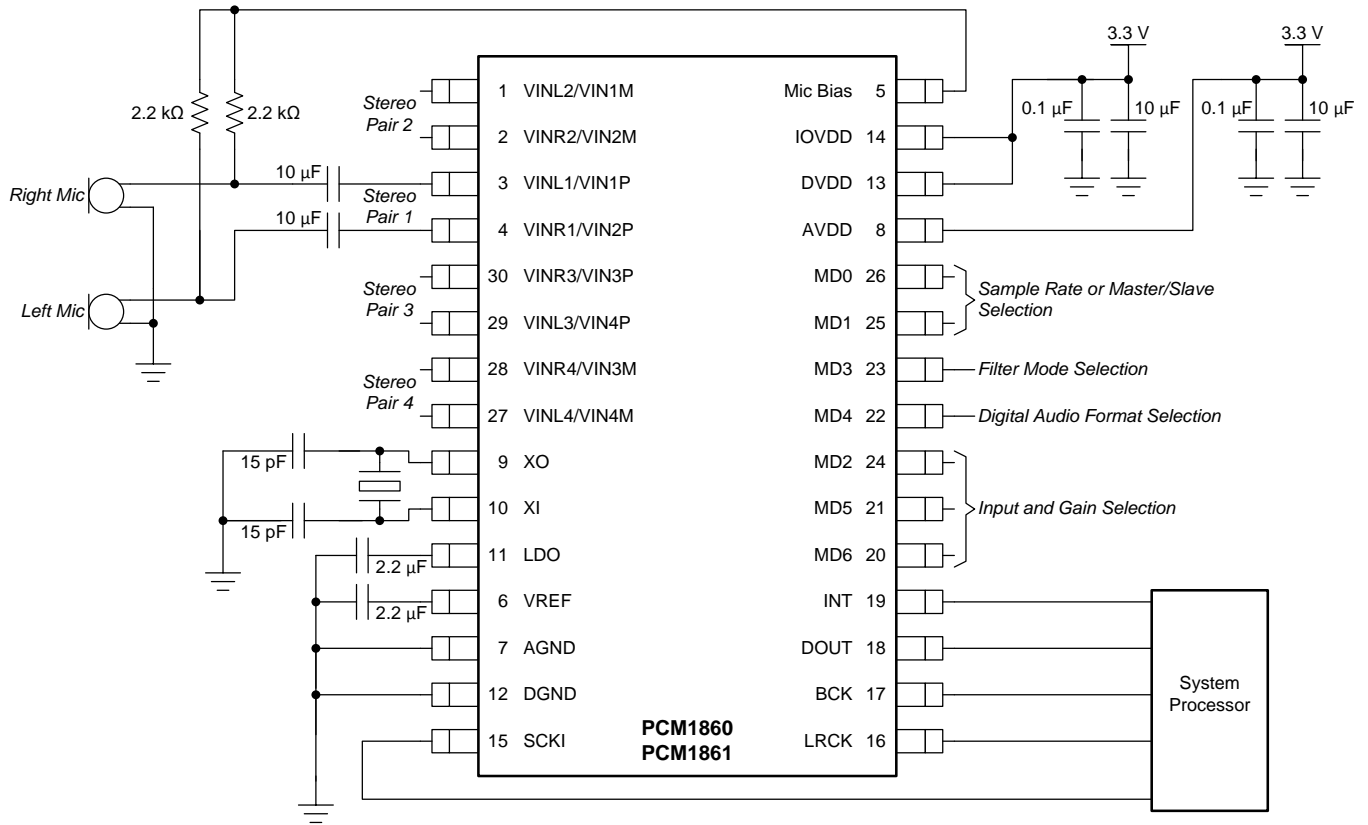 3.3 V
3.3 V
0.1 µF
10 µF
0.1 µF
10 µF
2.2 kΩ
2.2 kΩ
Right Mic
Left Mic
10 µF
10 µF
Stereo
Pair 2
Stereo
Pair 1
Stereo
Pair 3
Stereo
Pair 4
15 pF
15 pF
2.2 µF
2.2 µF
1 VINL2/VIN1M
2 VINR2/VIN2M
3 VINL1/VIN1P
4 VINR1/VIN2P
30 VINR3/VIN3P
29 VINL3/VIN4P
28 VINR4/VIN3M
27 VINL4/VIN4M
9 XO
10 XI
11 LDO
6 VREF
7 AGND
12 DGND
15 SCKI
PCM1860
PCM1861
Mic Bias 5
IOVDD 14
DVDD 13
AVDD 8
MD0 26
MD1 25
MD3 23
MD4 22
MD2 24
MD5 21
MD6 20
INT 19
DOUT 18
BCK 17
LRCK 16
Sample Rate or Master/Slave
Selection
Filter Mode Selection
Digital Audio Format Selection
Input and Gain Selection
System
Processor